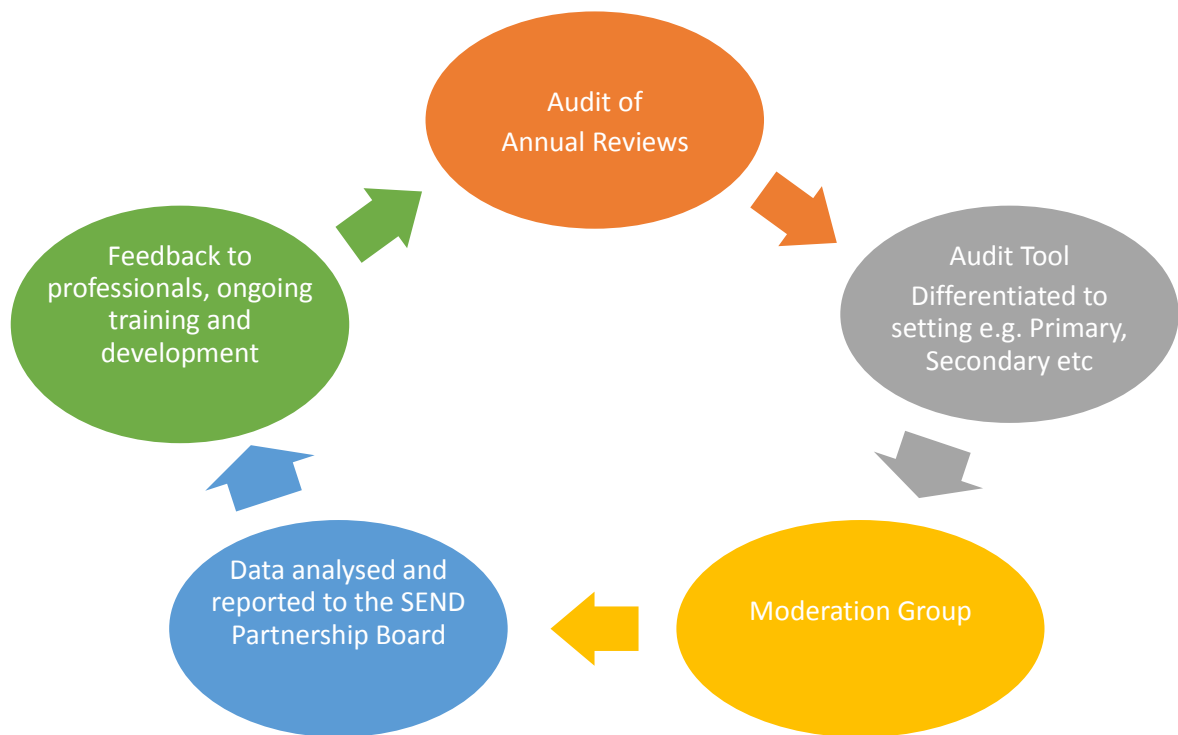 Audit of
Annual Reviews
Audit Tool
Differentiated to
setting e.g. Primary,
Secondary etc
Moderation Group
Data analysed and
reported to the SEND
Partnership Board
Feedback to
professionals, ongoing
training and
development